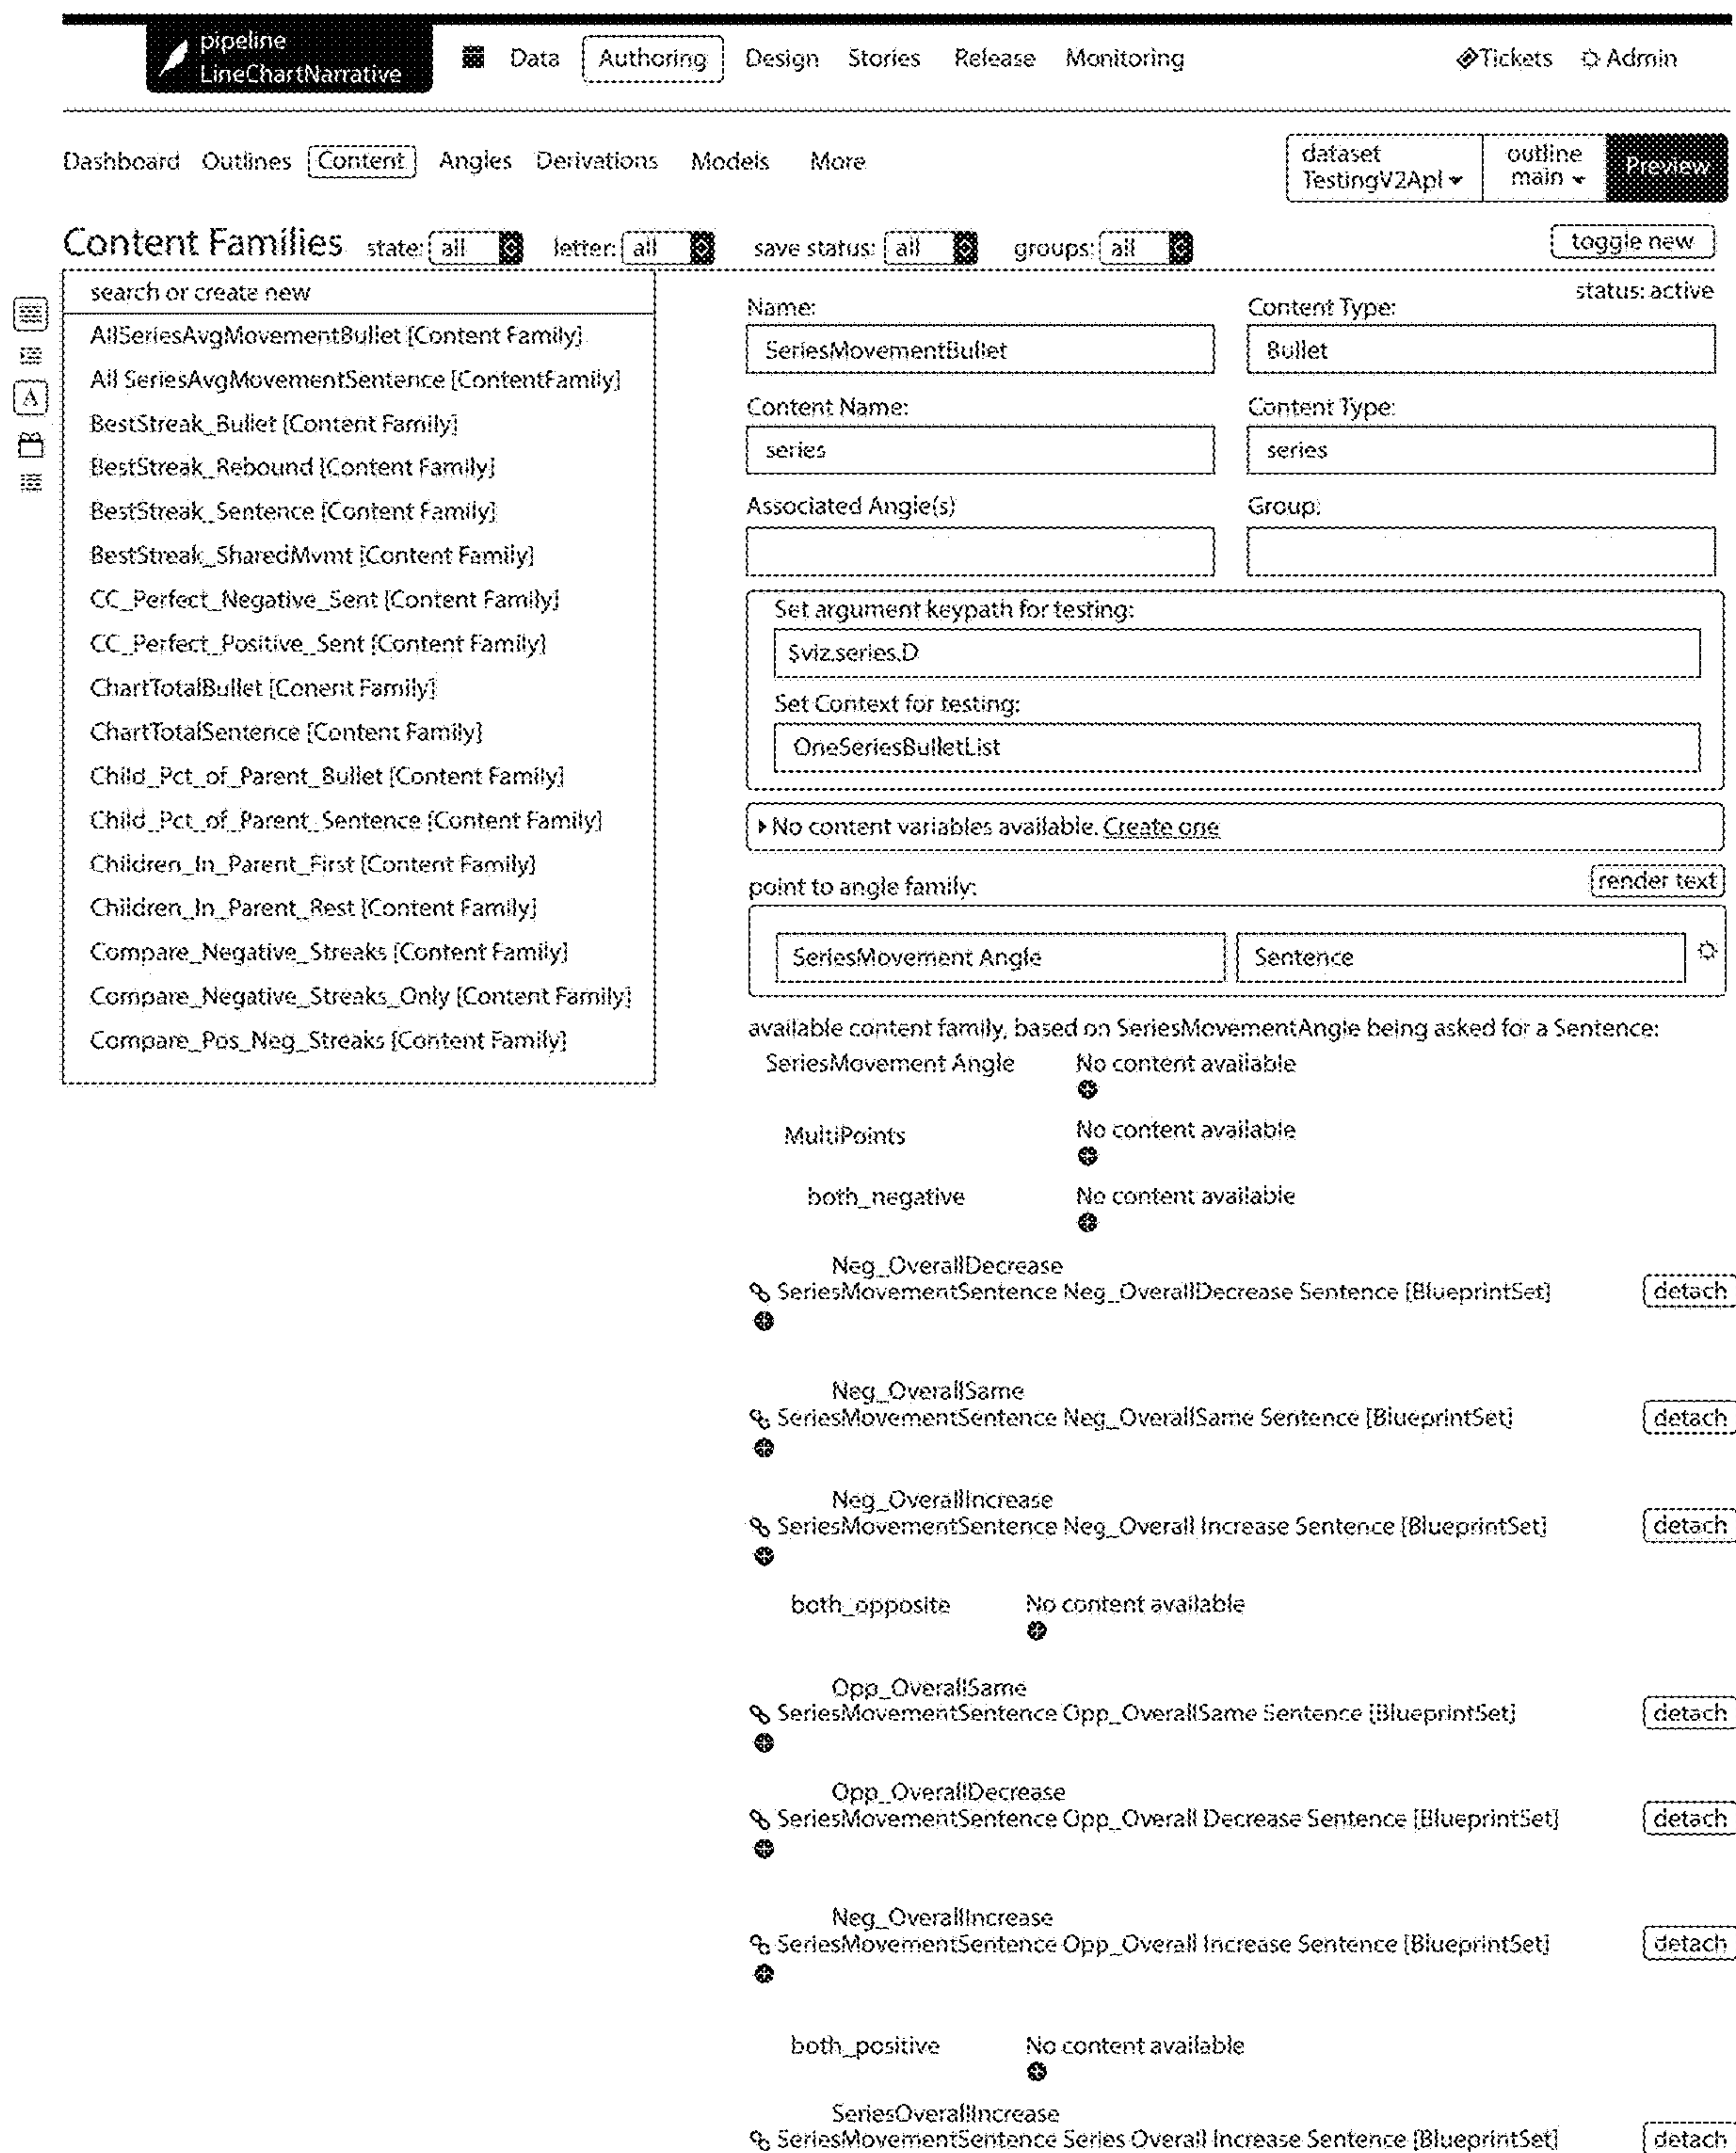 pipeline
LineChartNarrative
Data Authoring Design Stories Release Monitoring Tickets Admin
Dashboard Outlines Content Angles Derivations Models More
dataset
TestingV2ApI
outline
main
Preview
Content Families state: all letter: all save status: all groups: all toggle new
search or create new
AllSeriesAvgMovementBullet [Content Family]
All SeriesAvgMovementSentence [ContentFamily]
BestStreak_Bullet [Content Family]
BestStreak_Rebound [Content Family]
BestStreak_Sentence [Content Family]
BestStreak_SharedMvmt [Content Family]
CC_Perfect_Negative_Sent [Content Family]
CC_Perfect_Positive_Sent [Content Family]
ChartTotalBullet [Conent Family]
ChartTotalSentence [Content Family]
Child_Pct_of_Parent_Bullet [Content Family]
Child_Pct_of_Parent_Sentence [Content Family]
Children_In_Parent_First [Content Family]
Children_In_Parent_Rest [Content Family]
Compare_Negative_Streaks [Content Family]
Compare_Negative_Streaks_Only [Content Family]
Compare_Pos_Neg_Streaks [Content Family]
status: active
Name: Content Type:
SeriesMovementBullet Bullet
Content Name: Content Type:
series series
Associated Angle(s) Group:
Set argument keypath for testing:
$viz.series.D
Set Context for testing:
OneSeriesBulletList
No content variables available. Create one
point to angle family: render text
SeriesMovement Angle Sentence
available content family, based on SeriesMovementAngle being asked for a Sentence:
SeriesMovement Angle No content available
MultiPoints No content available
both_negative No content available
Neg_OverallDecrease
SeriesMovementSentence Neg_OverallDecrease Sentence [BlueprintSet] detach
Neg_OverallSame
SeriesMovementSentence Neg_OverallSame Sentence [BlueprintSet] detach
Neg_OverallIncrease
SeriesMovementSentence Neg_Overall Increase Sentence [BlueprintSet] detach
both_opposite No content available
Opp_OverallSame
SeriesMovementSentence Opp_OverallSame Sentence [BlueprintSet] detach
Opp_OverallDecrease
SeriesMovementSentence Opp_Overall Decrease Sentence [BlueprintSet] detach
Neg_OverallIncrease
SeriesMovementSentence Opp_Overall Increase Sentence [BlueprintSet] detach
both_positive No content available
SeriesOverallIncrease
SeriesMovementSentence Series Overall Increase Sentence [BlueprintSet] detach